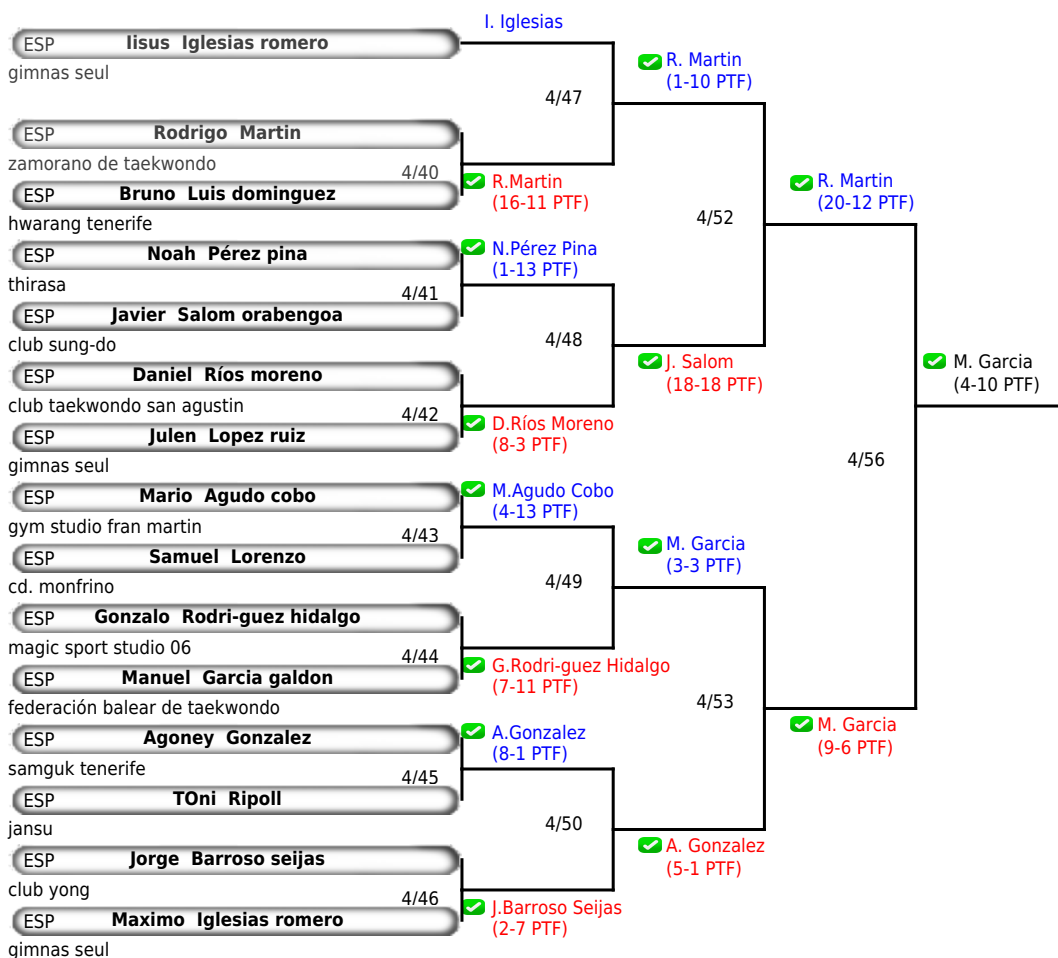 I. Iglesias
ESP Iisus Iglesias romero
gimnas seul
R. Martin
(1-10 PTF)
4/47
ESP Rodrigo Martin
zamorano de taekwondo
4/40
ESP Bruno Luis dominguez
hwarang tenerife
R.Martin
(16-11 PTF)
R. Martin
(20-12 PTF)
4/52
ESP Noah Pérez pina
thirasa
N.Pérez Pina
(1-13 PTF)
4/41
ESP Javier Salom orabengoa
club sung-do
4/48
J. Salom
(18-18 PTF)
M. Garcia
(4-10 PTF)
ESP Daniel Ríos moreno
club taekwondo san agustin
4/42
ESP Julen Lopez ruiz
gimnas seul
D.Ríos Moreno
(8-3 PTF)
4/56
ESP Mario Agudo cobo
gym studio fran martin
M.Agudo Cobo
(4-13 PTF)
4/43
ESP Samuel Lorenzo
cd. monfrino
M. Garcia
(3-3 PTF)
4/49
ESP Gonzalo Rodri-guez hidalgo
magic sport studio 06
4/44
ESP Manuel Garcia galdon
federación balear de taekwondo
G.Rodri-guez Hidalgo
(7-11 PTF)
4/53
M. Garcia
(9-6 PTF)
ESP Agoney Gonzalez
samguk tenerife
A.Gonzalez
(8-1 PTF)
4/45
ESP TOni Ripoll
jansu
4/50
A. Gonzalez
(5-1 PTF)
ESP Jorge Barroso seijas
club yong
4/46
ESP Maximo Iglesias romero
gimnas seul
J.Barroso Seijas
(2-7 PTF)